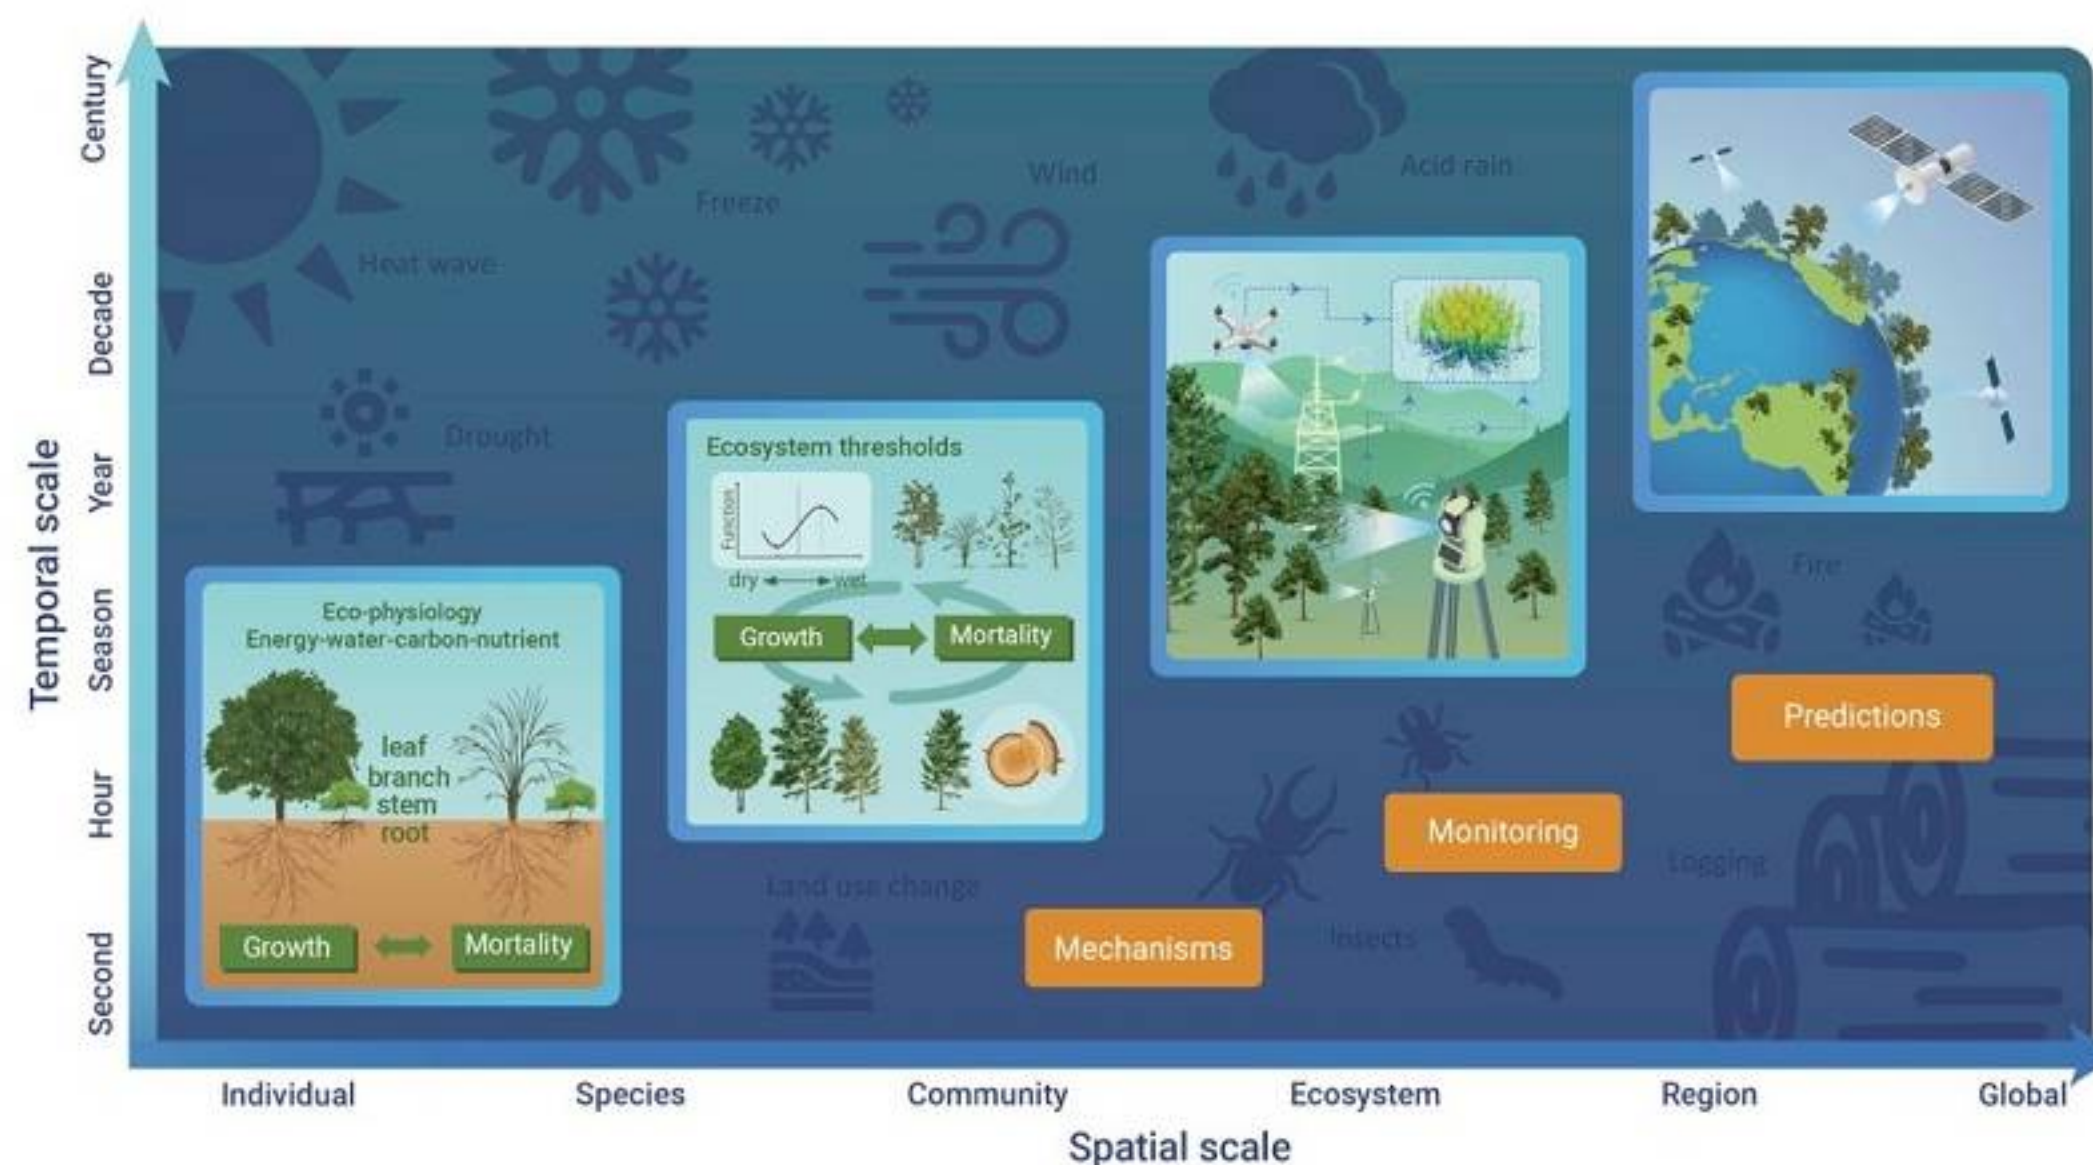 Temporal scale
Century
Decade
Year
Season
Hour
Second
Heat wave
Freeze
Wind
Acid rain
Drought
Eco-physiology
Energy-water-carbon-nutrient
leaf
branch
stem
root
Growth
Mortality
Ecosystem thresholds
Function
dry
wet
Growth
Mortality
Land use change
Mechanisms
Insects
Monitoring
Logging
Predictions
Fire
Individual
Species
Community
Ecosystem
Region
Global
Spatial scale